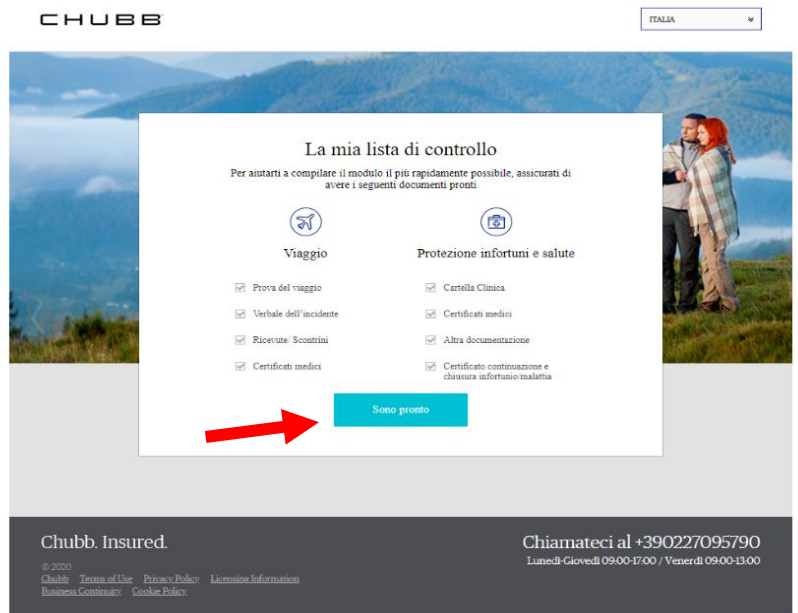 CHUBB
ITALIA
La mia lista di controllo
Per aiutarti a compilare il modulo il più rapidamente possibile, assicurati di
avere i seguenti documenti pronti
Viaggio
Prova del viaggio
Verbale dell'incidente
Ricevute/ Scontrini
Certificati medici
Protezione infortuni e salute
Cartella Clinica
Certificati medici
Altra documentazione
Certificato continuazione e
chiusura infortunio/malattia
Sono pronto
Chubb. Insured.
© 2020
Chubb Terms of Use Privacy Policy Licensing Information
Business Continuity Cookie Policy
Chiamateci al +390227095790
Lunedì-Giovedì 09:00-17:00 / Venerdì 09:00-13:00